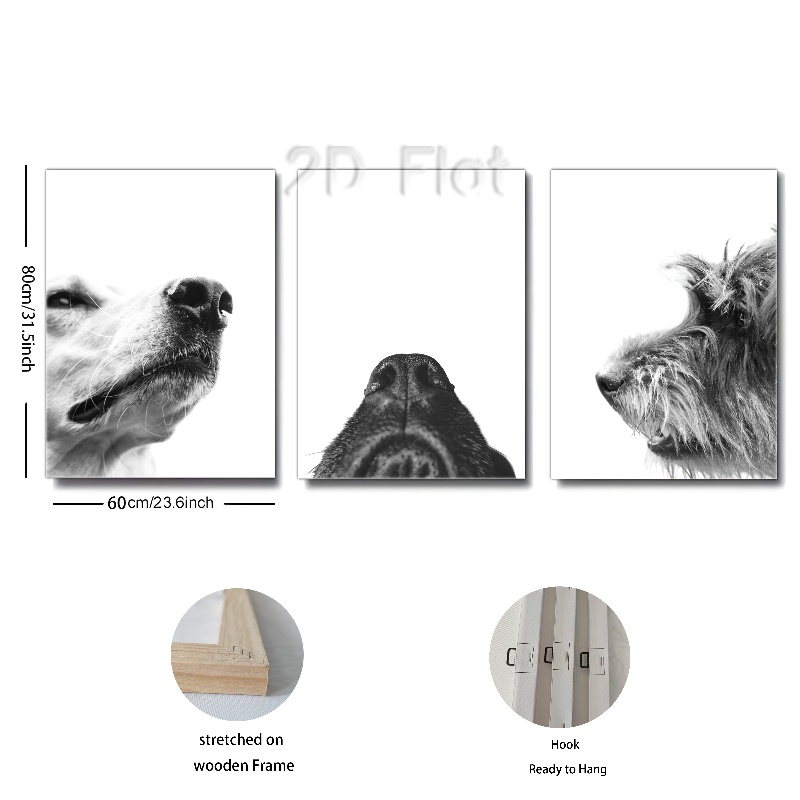 2D Flat
80cm/31.5inch
60cm/23.6inch
stretched on
wooden Frame
Hook
Ready to Hang